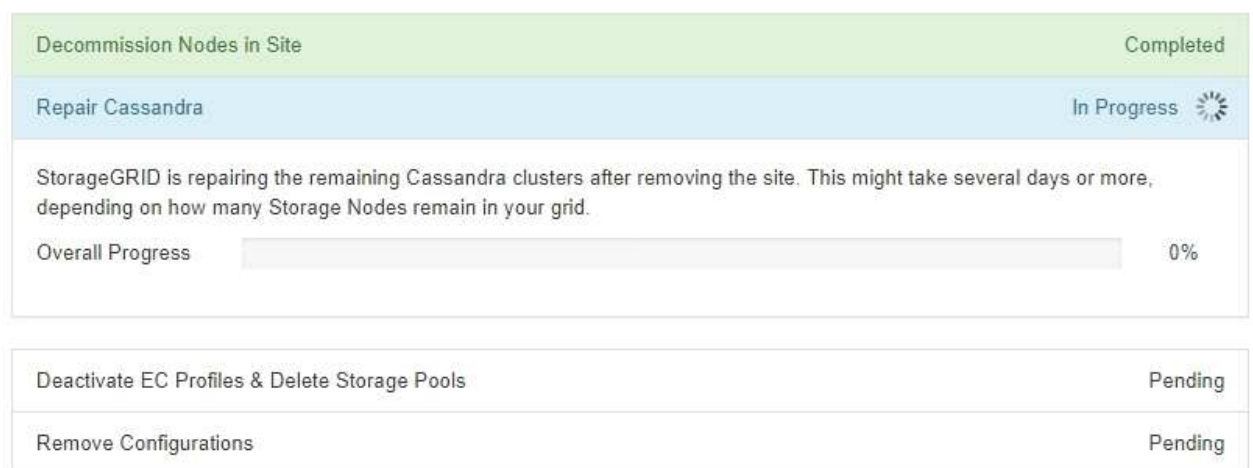 Decommission Nodes in Site Completed
Repair Cassandra In Progress
StorageGRID is repairing the remaining Cassandra clusters after removing the site. This might take several days or more,
depending on how many Storage Nodes remain in your grid.
Overall Progress 0%
Deactivate EC Profiles & Delete Storage Pools Pending
Remove Configurations Pending